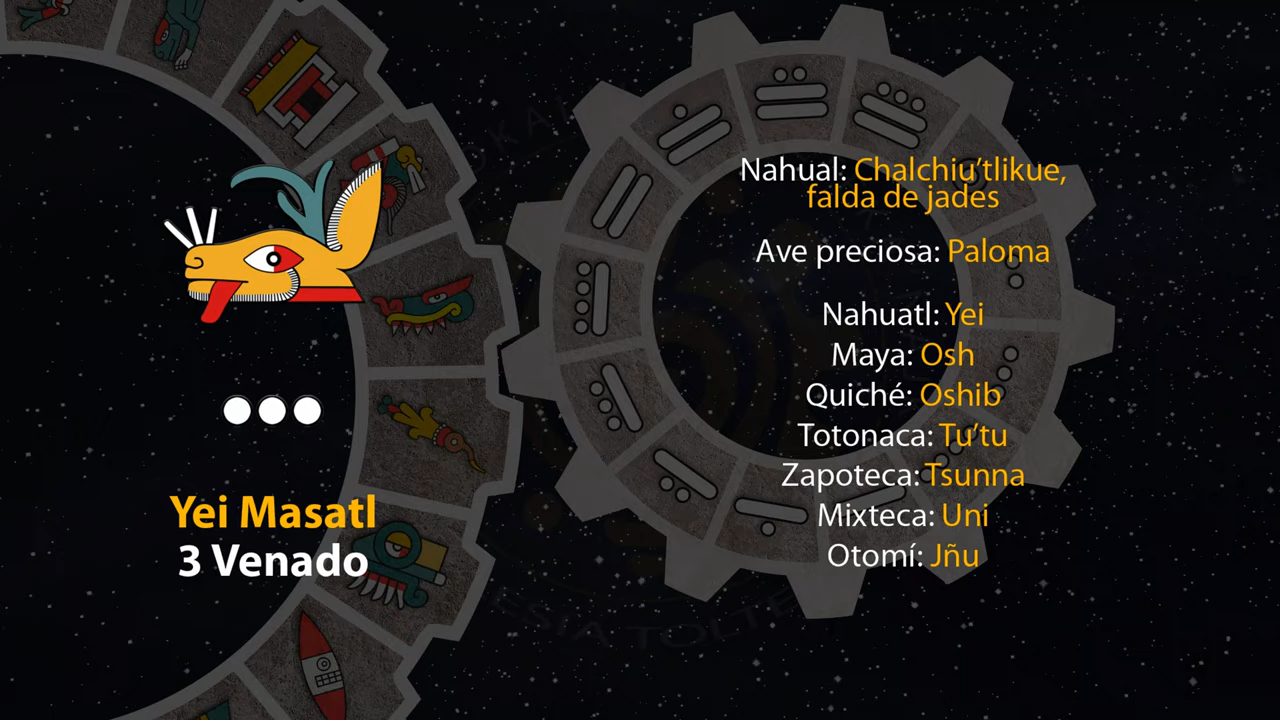 Yei Masatl
3 Venado
Nahual: Chalchiu'tlikue,
falda de jades
Ave preciosa: Paloma
Nahuatl: Yei
Maya: Osh
Quiché: Oshib
Totonaca: Tu'tu
Zapoteca: Tsunna
Mixteca: Uni
Otomí: Jñu